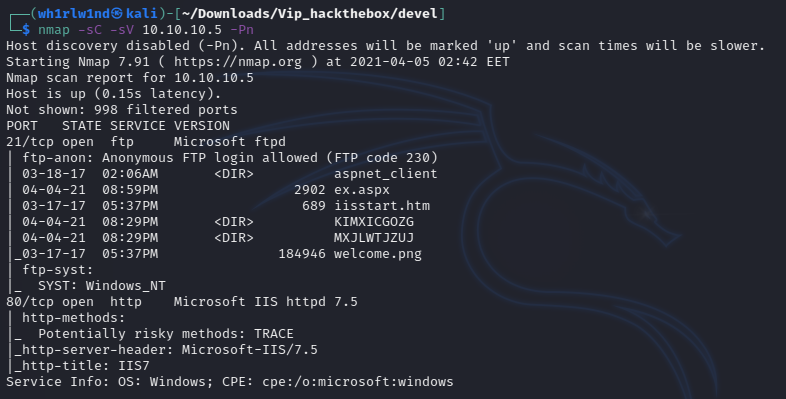 ┌──(wh1rlw1nd㉿kali)-[~/Downloads/Vip_hackthebox/devel]
└─$ nmap -sC -sV 10.10.10.5 -Pn
Host discovery disabled (-Pn). All addresses will be marked 'up' and scan times will be slower.
Starting Nmap 7.91 ( https://nmap.org ) at 2021-04-05 02:42 EET
Nmap scan report for 10.10.10.5
Host is up (0.15s latency).
Not shown: 998 filtered ports
PORT   STATE SERVICE VERSION
21/tcp open  ftp     Microsoft ftpd
| ftp-anon: Anonymous FTP login allowed (FTP code 230)
| 03-18-17  02:06AM       <DIR>          aspnet_client
| 04-04-21  08:59PM                 2902 ex.aspx
| 03-17-17  05:37PM                  689 iisstart.htm
| 04-04-21  08:29PM       <DIR>          KIMXICGOZG
| 04-04-21  08:29PM       <DIR>          MXJLWTJZUJ
|_03-17-17  05:37PM               184946 welcome.png
| ftp-syst:
|_  SYST: Windows_NT
80/tcp open  http    Microsoft IIS httpd 7.5
| http-methods:
|_  Potentially risky methods: TRACE
|_http-server-header: Microsoft-IIS/7.5
|_http-title: IIS7
Service Info: OS: Windows; CPE: cpe:/o:microsoft:windows